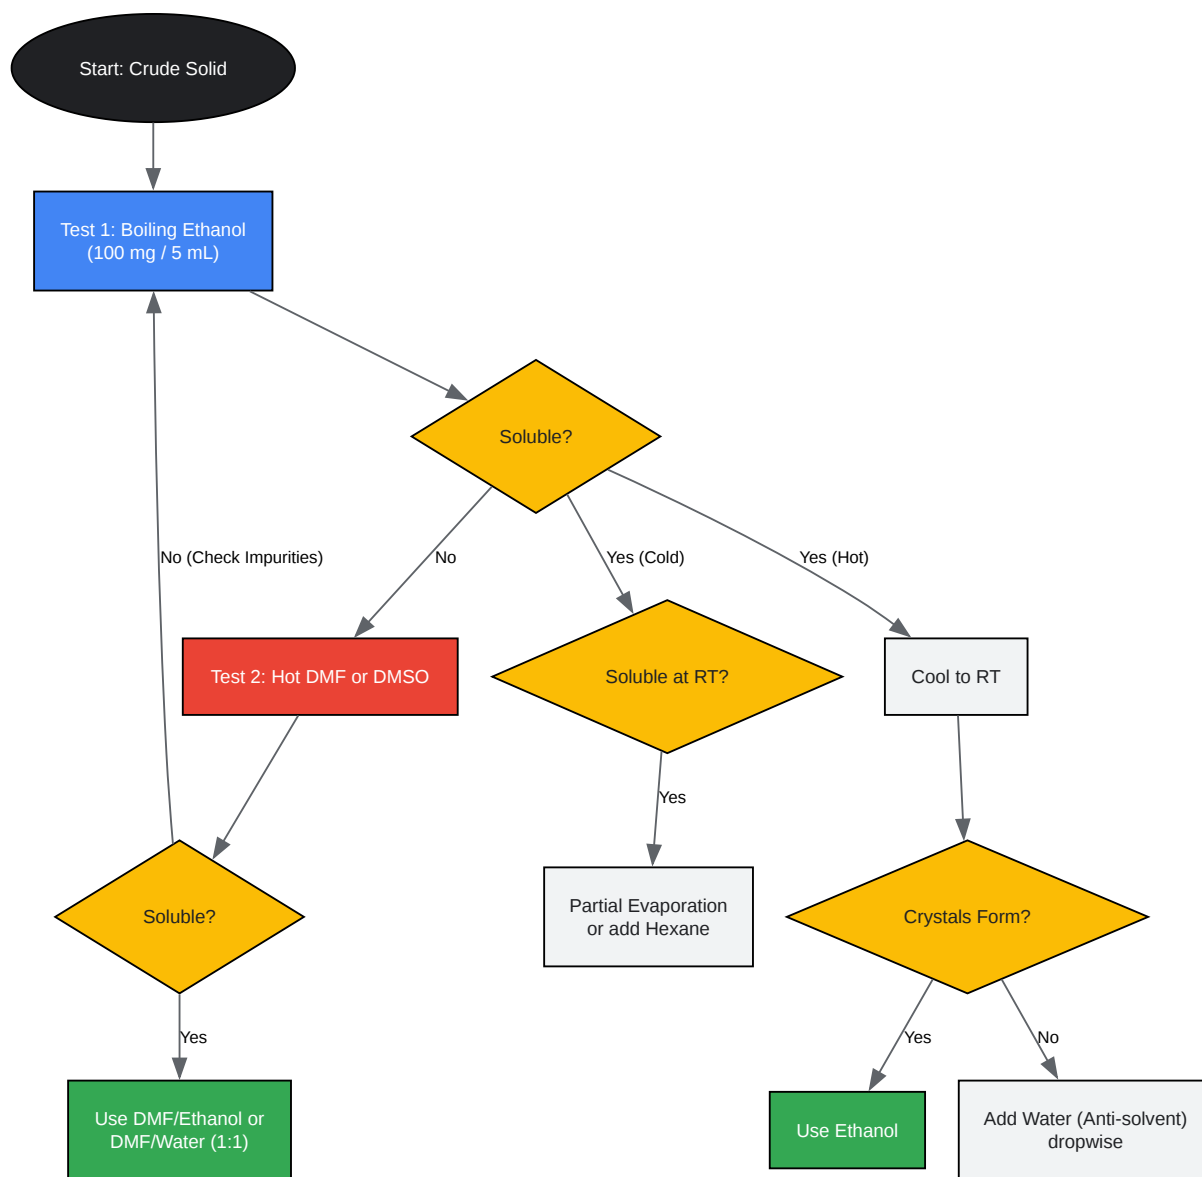 Start: Crude Solid
Test 1: Boiling Ethanol
(100 mg / 5 mL)
Soluble?
No (Check Impurities)
No
Yes (Cold)
Yes (Hot)
Test 2: Hot DMF or DMSO
Soluble at RT?
Cool to RT
Yes
Soluble?
Partial Evaporation
or add Hexane
Crystals Form?
Yes
Yes
No
Use DMF/Ethanol or
DMF/Water (1:1)
Use Ethanol
Add Water (Anti-solvent)
dropwise